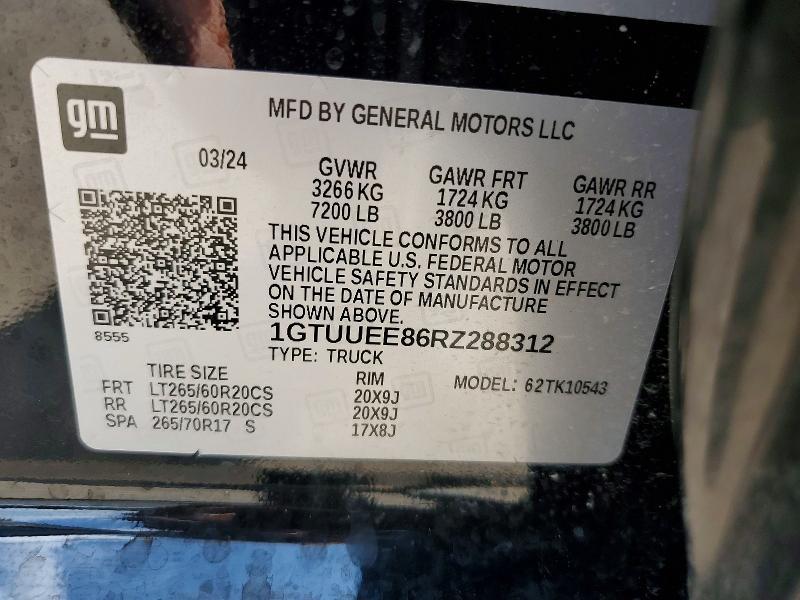 gm
MFD BY GENERAL MOTORS LLC
03/24
GVWR
3266 KG
7200 LB
GAWR FRT
1724 KG
3800 LB
GAWR RR
1724 KG
3800 LB
THIS VEHICLE CONFORMS TO ALL
APPLICABLE U.S. FEDERAL MOTOR
VEHICLE SAFETY STANDARDS IN EFFECT
ON THE DATE OF MANUFACTURE
SHOWN ABOVE.
8555
1GTUUEE86RZ288312
TYPE: TRUCK
TIRE SIZE RIM MODEL: 62TK10543
FRT LT265/60R20CS 20X9J
RR LT265/60R20CS 20X9J
SPA 265/70R17 S 17X8J